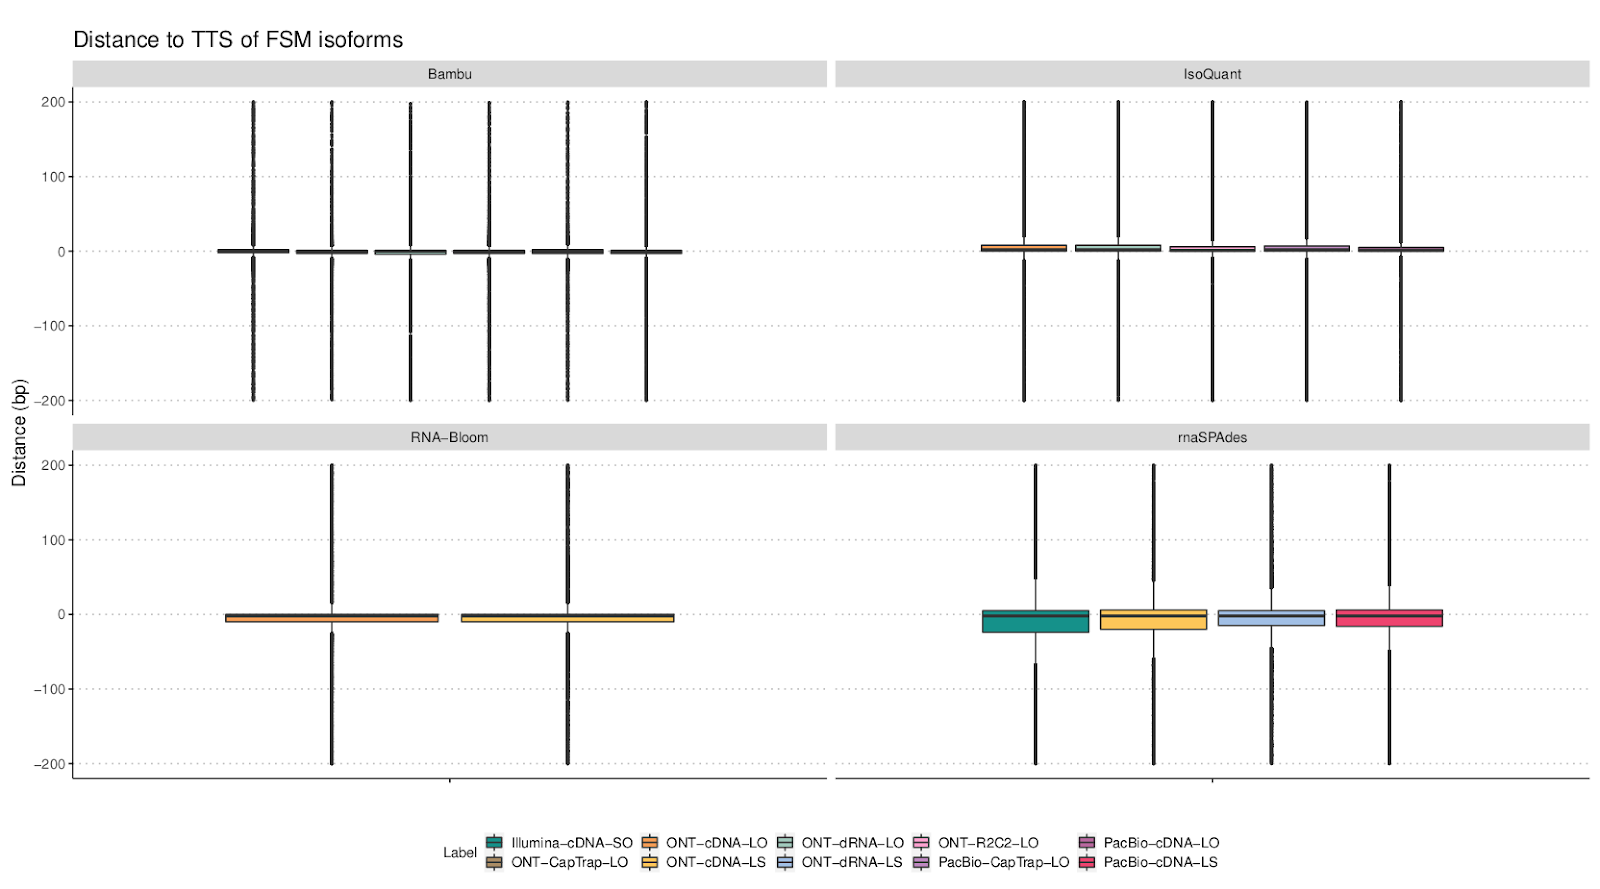 Distance to TTS of FSM isoforms
Bambu
IsoQuant
200
100
0
−100
−200
Distance (bp)
RNA−Bloom
rnaSPAdes
200
100
0
−100
−200
Label
Illumina−cDNA−SO
ONT−cDNA−LO
ONT−dRNA−LO
ONT−R2C2−LO
PacBio−cDNA−LO
ONT−CapTrap−LO
ONT−cDNA−LS
ONT−dRNA−LS
PacBio−CapTrap−LO
PacBio−cDNA−LS